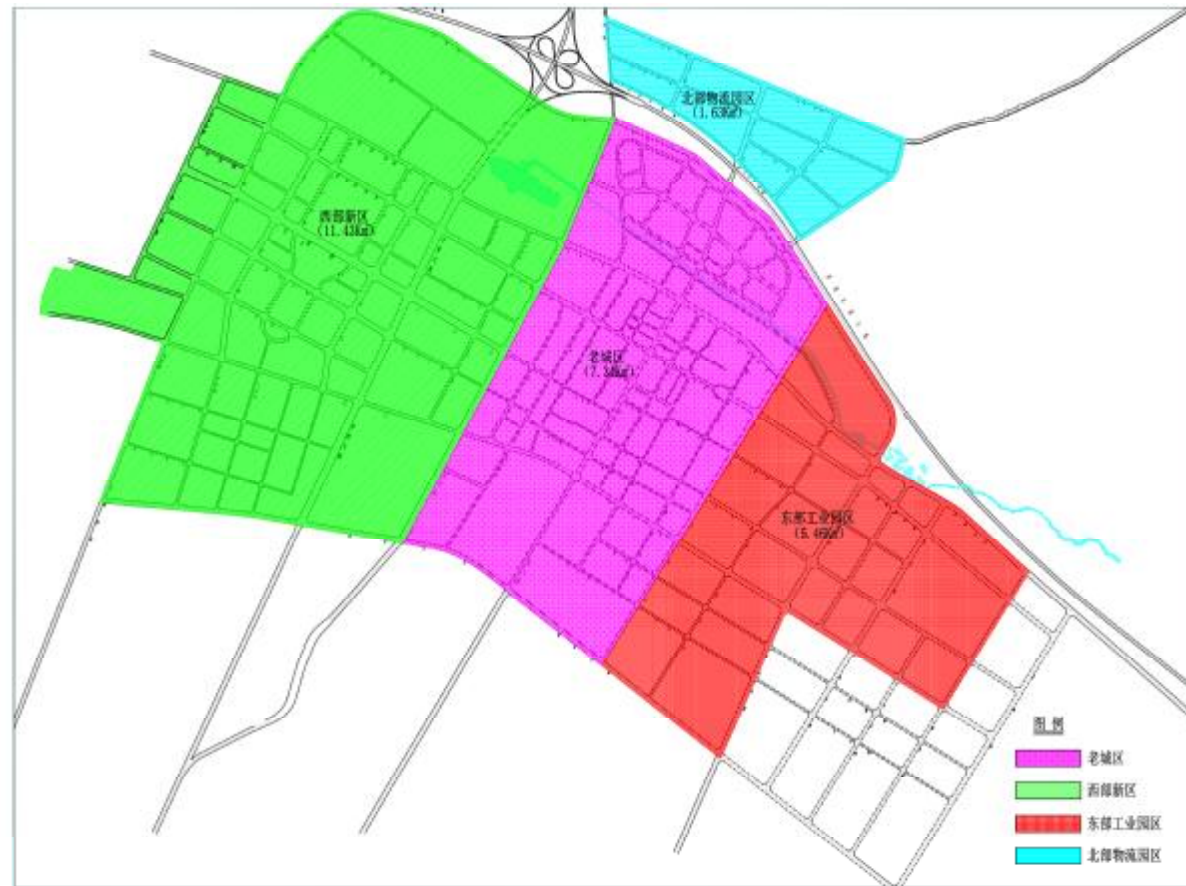 北部物流园区
(1.63Km²)
西部新区
(11.43Km²)
老城区
东部工业园区
(5.46Km²)
图 例
老城区
西部新区
东部工业园区
北部物流园区